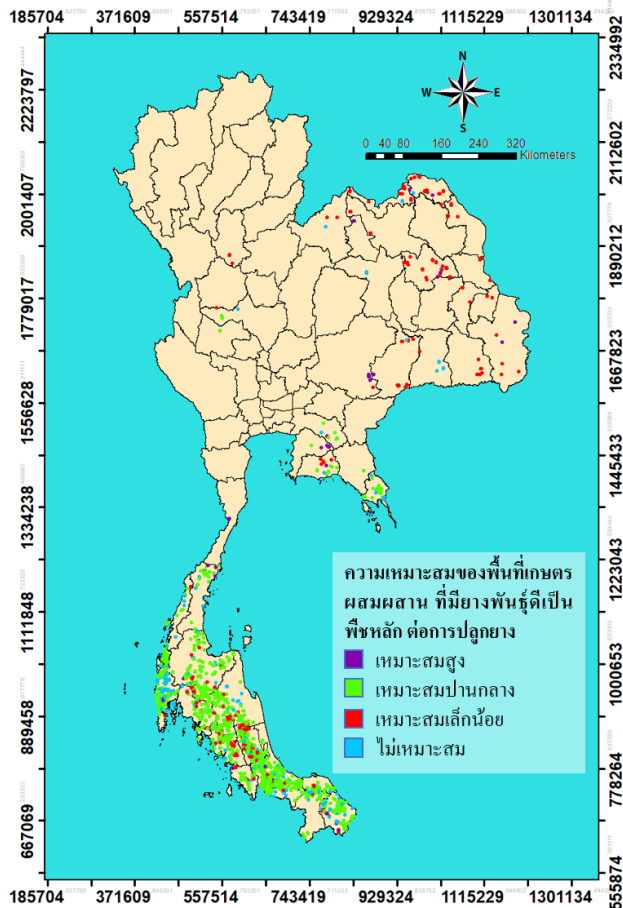 185704 371609 557514 743419 929324 1115229 1301134
2334992
2223797
2112602
2001407
1890212
1779017
1667823
1556628
1445433
1334238
1223043
1111848
1000653
889458
778264
667069
555874
N
W E
S
0 40 80 160 240 320
Kilometers
ความเหมาะสมของพื้นที่เกษตร
ผสมผสาน ที่มียางพันธุ์ดีเป็น
พืชหลัก ต่อการปลูกยาง
เหมาะสมสูง
เหมาะสมปานกลาง
เหมาะสมเล็กน้อย
ไม่เหมาะสม
185704 371609 557514 743419 929324 1115229 1301134